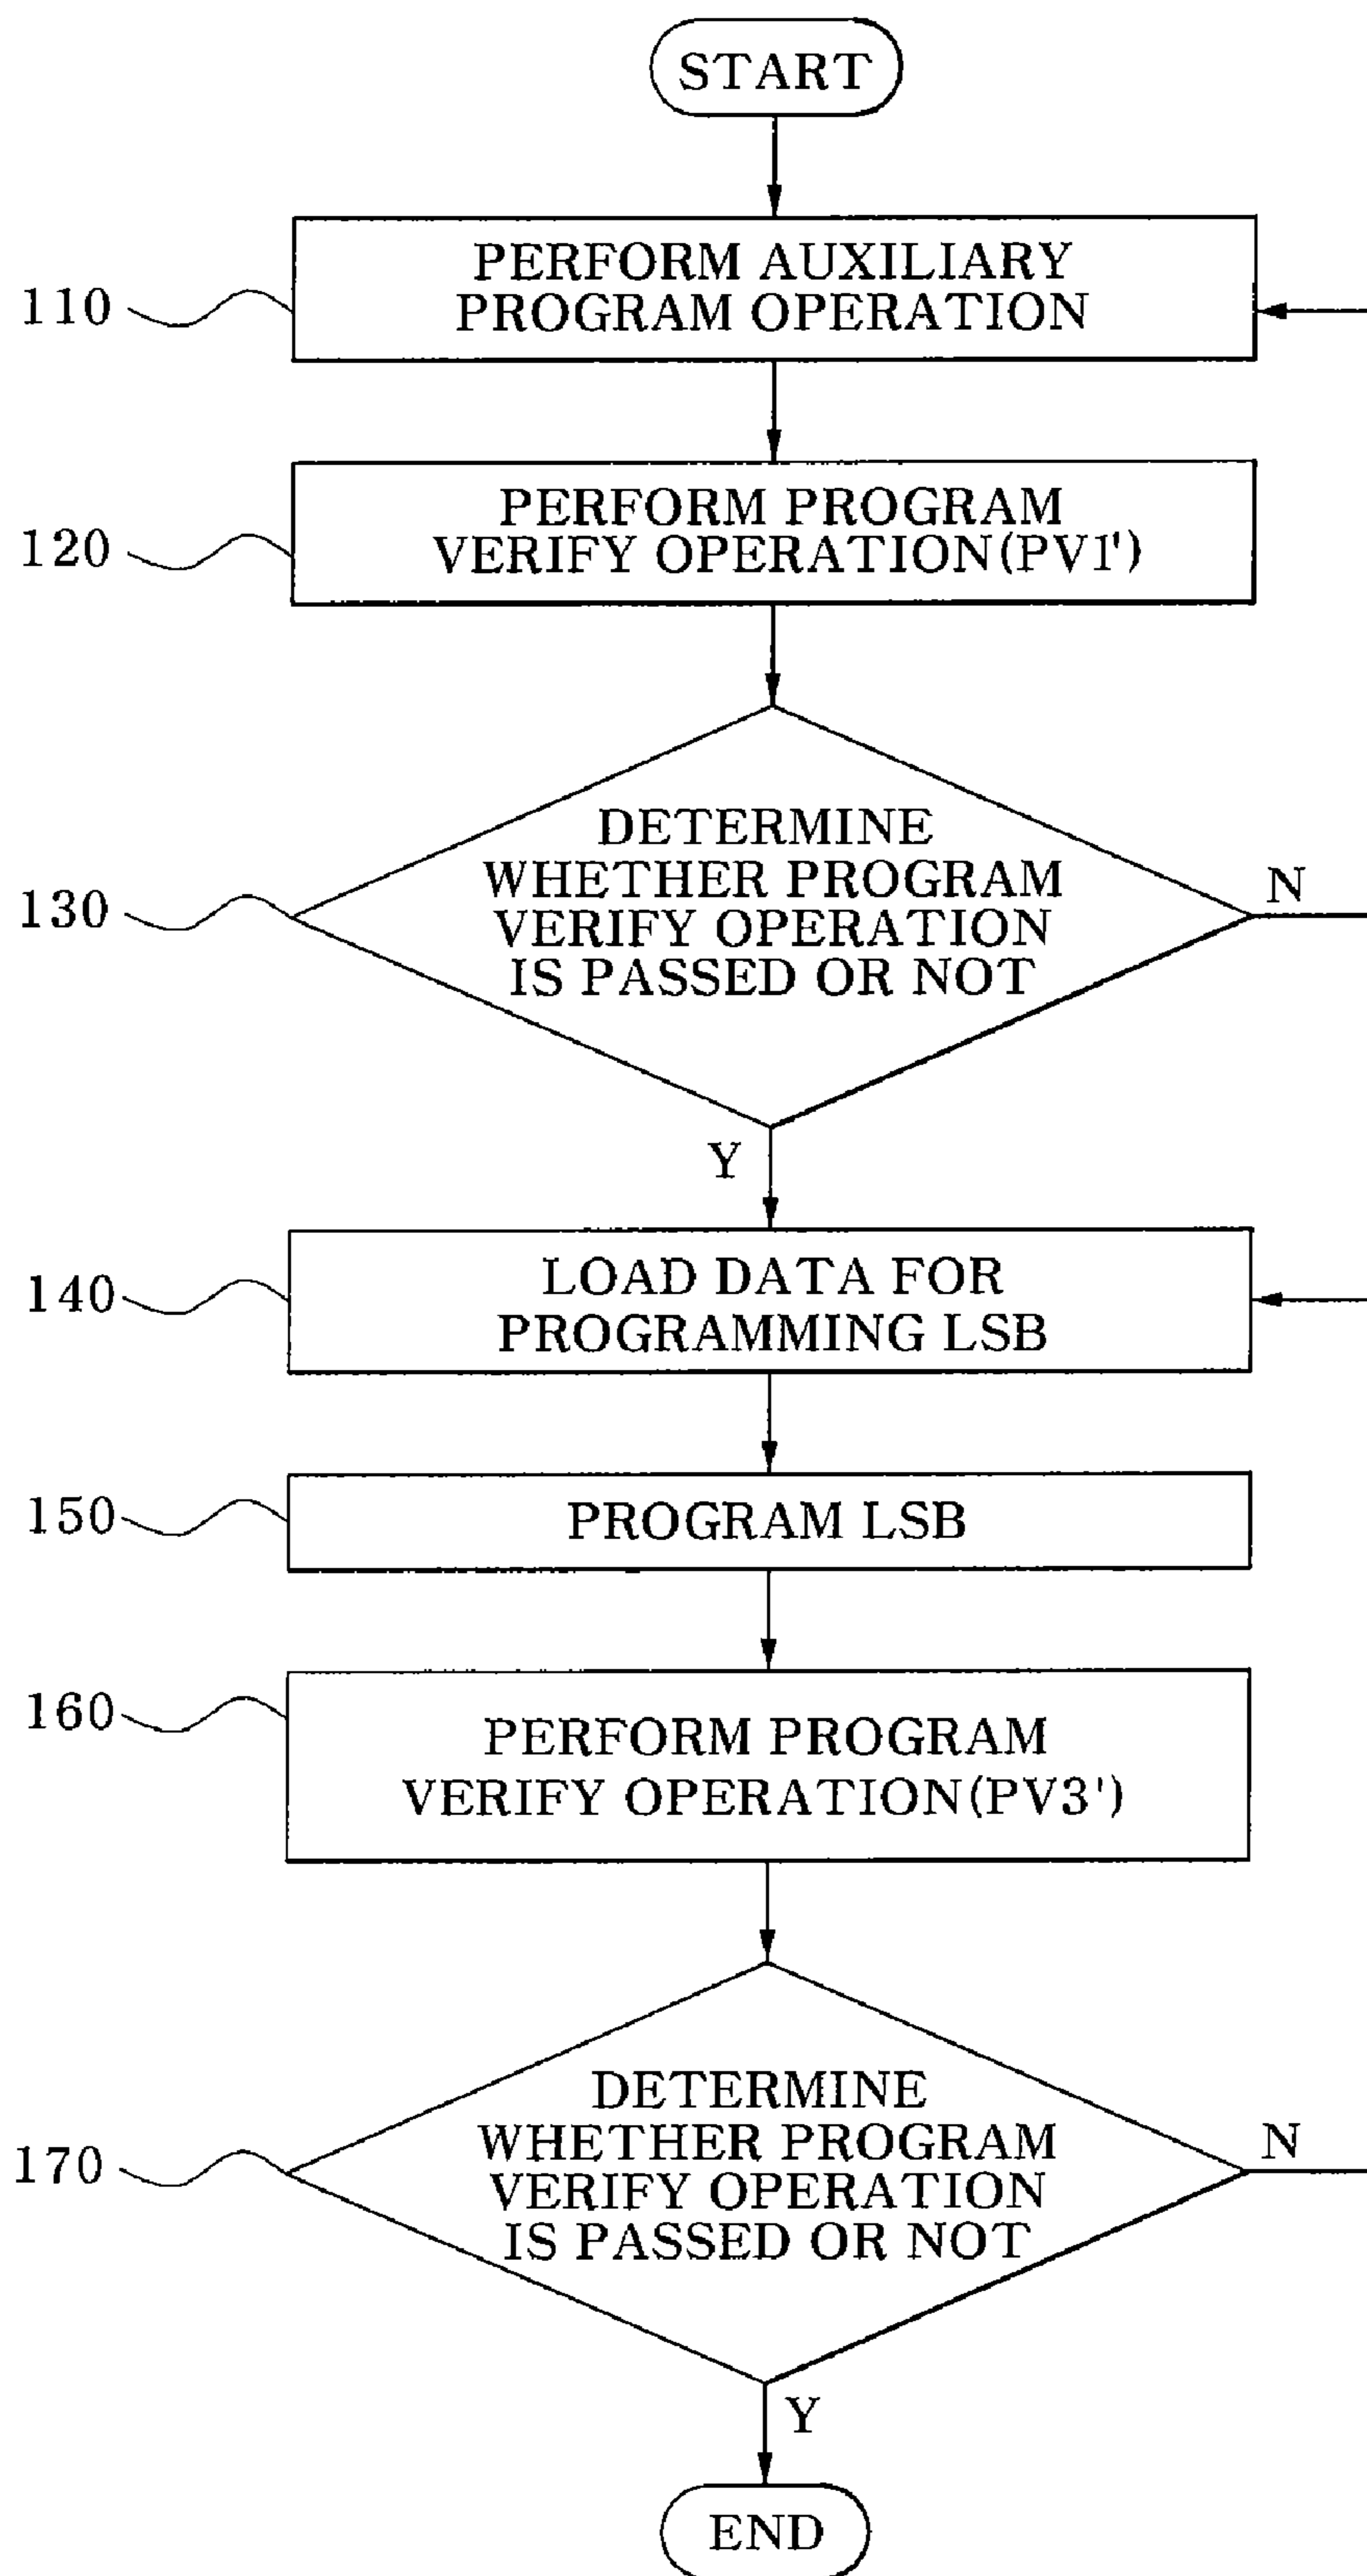 START
110
PERFORM AUXILIARY
PROGRAM OPERATION
120
PERFORM PROGRAM
VERIFY OPERATION(PV1')
130
DETERMINE
WHETHER PROGRAM
VERIFY OPERATION
IS PASSED OR NOT
N
Y
140
LOAD DATA FOR
PROGRAMMING LSB
150
PROGRAM LSB
160
PERFORM PROGRAM
VERIFY OPERATION(PV3')
170
DETERMINE
WHETHER PROGRAM
VERIFY OPERATION
IS PASSED OR NOT
N
Y
END